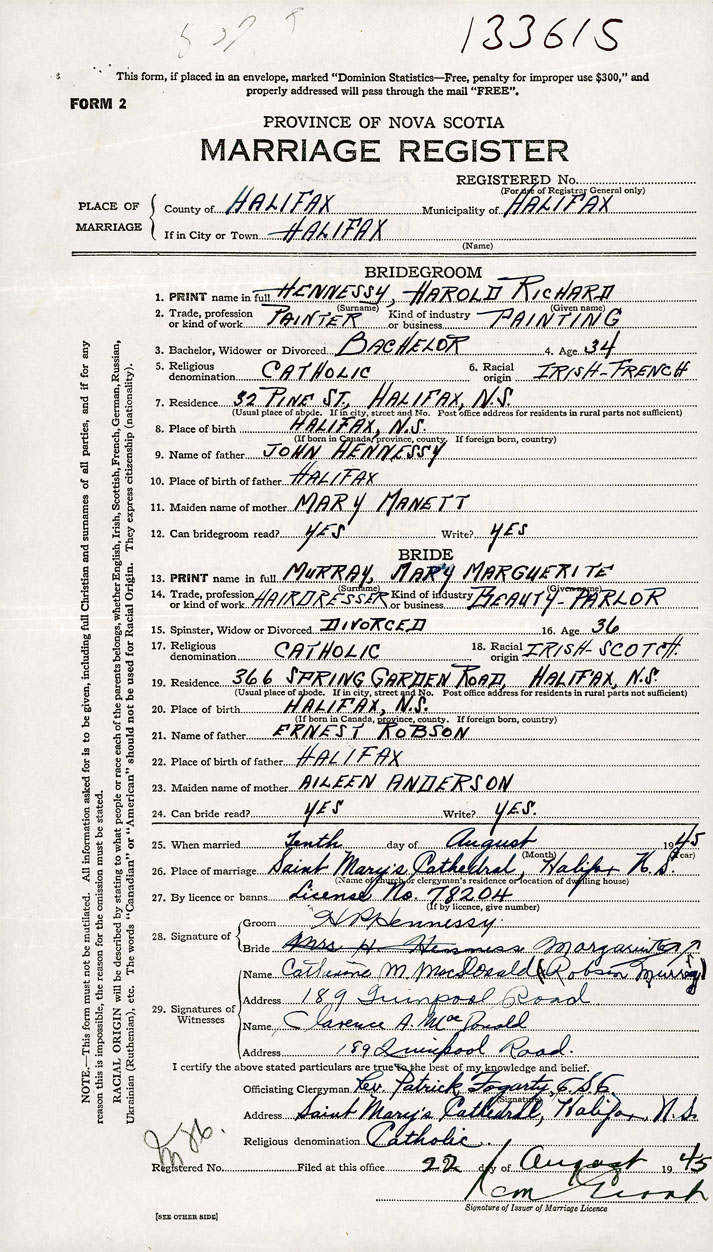 133615
This form, if placed in an envelope, marked "Dominion Statistics—Free, penalty for improper use $300," and
properly addressed will pass through the mail "FREE".
FORM 2
PROVINCE OF NOVA SCOTIA
MARRIAGE REGISTER
REGISTERED No.
(For use of Registrar General only)
PLACE OF MARRIAGE
County of HALIFAX Municipality of HALIFAX
If in City or Town HALIFAX
(Name)
BRIDEGROOM
1. PRINT name in full HENNESSY, HAROLD RICHARD
(Surname) (Given name)
2. Trade, profession or kind of work PAINTER Kind of industry or business PAINTING
3. Bachelor, Widower or Divorced BACHELOR 4. Age 34
5. Religious denomination CATHOLIC 6. Racial origin IRISH-FRENCH
7. Residence 32 PINE ST, HALIFAX, N.S.
(Usual place of abode. If in city, street and No. Post office address for residents in rural parts not sufficient)
8. Place of birth HALIFAX, N.S.
(If born in Canada, province, county. If foreign born, country)
9. Name of father JOHN HENNESSY
10. Place of birth of father HALIFAX
11. Maiden name of mother MARY MANETT
12. Can bridegroom read? YES Write? YES
BRIDE
13. PRINT name in full MURRAY, MARY MARGUERITE
(Surname) (Given name)
14. Trade, profession or kind of work HAIRDRESSER Kind of industry or business BEAUTY-PARLOR
15. Spinster, Widow or Divorced DIVORCED 16. Age 36
17. Religious denomination CATHOLIC 18. Racial origin IRISH-SCOTCH.
19. Residence 366 SPRING GARDEN ROAD, HALIFAX, N.S.
(Usual place of abode. If in city, street and No. Post office address for residents in rural parts not sufficient)
20. Place of birth HALIFAX, N.S.
(If born in Canada, province, county. If foreign born, country)
21. Name of father ERNEST ROBSON
22. Place of birth of father HALIFAX
23. Maiden name of mother AILEEN ANDERSON
24. Can bride read? YES Write? YES.
25. When married Tenth day of August 1945
(Month) (Year)
26. Place of marriage Saint Mary's Cathedral, Halifax N.S.
(Name of church or clergyman's residence or location of dwelling house)
27. By licence or banns License No. 78204
(If by licence, give number)
28. Signature of
Groom Hennessy
Bride Mrs H
29. Signatures of Witnesses
Name Catherine M. MacDonald (Robson Murray)
Address 189 Quinpool Road
Name Clarence A. MacDonald
Address 189 Quinpool Road.
I certify the above stated particulars are true to the best of my knowledge and belief.
Officiating Clergyman Rev. Patrick Fogarty,
(Signature)
Address Saint Mary's Cathedral, Halifax, N.S.
Religious denomination Catholic.
Registered No. Filed at this office 22 day of August 1945
Signature of Issuer of Marriage Licence
[SEE OTHER SIDE]
NOTE.—This form must not be mutilated. All information asked for is to be given, including full Christian and surnames of all parties, and if for any
reason this is impossible, the reason for the omission must be stated.
RACIAL ORIGIN will be described by stating to what people or race each of the parents belongs, whether English, Irish, Scottish, French, German, Russian,
Ukrainian (Ruthenian), etc. The words "Canadian" or "American" should not be used for Racial Origin. They express citizenship (nationality).